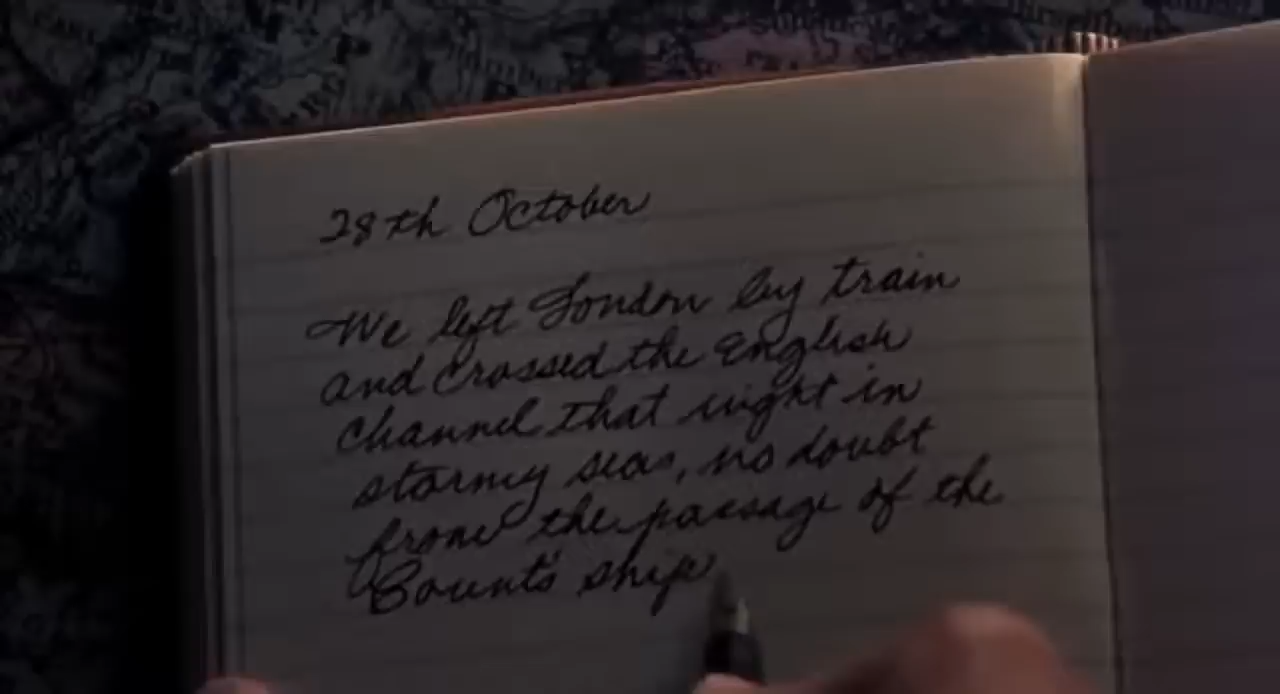 28th October
We left London by train
and crossed the English
channel that night in
stormy seas, no doubt
from the passage of the
Count's ship